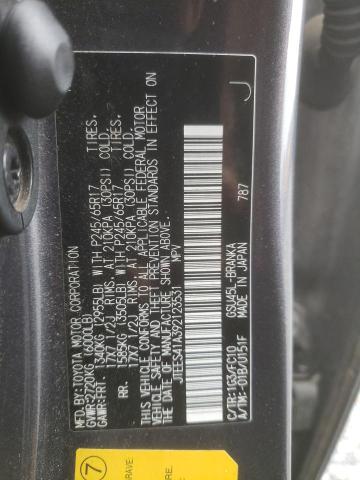 MFD.BY:TOYOTA MOTOR CORPORATION
GVWR:2720KG(6000LB)
GAWR:FRT. 1340KG (2955LB) WITH P245/65R17 TIRES,
17X7 1/2J RIMS, AT 210KPA (30PSI) COLD.
RR. 1585KG (3505LB) WITH P245/65R17 TIRES,
17X7 1/2J RIMS, AT 210KPA (30PSI) COLD.
THIS VEHICLE CONFORMS TO ALL APPLICABLE FEDERAL MOTOR
VEHICLE SAFETY AND THEFT PREVENTION STANDARDS IN EFFECT
ON THE DATE OF MANUFACTURE SHOWN ABOVE.
JTEES41A392123531 MPV
C/TR:1G3/FC10 GSU45L-BRANKA
A/TM:-01B/U151F MADE IN JAPAN 787
J
7